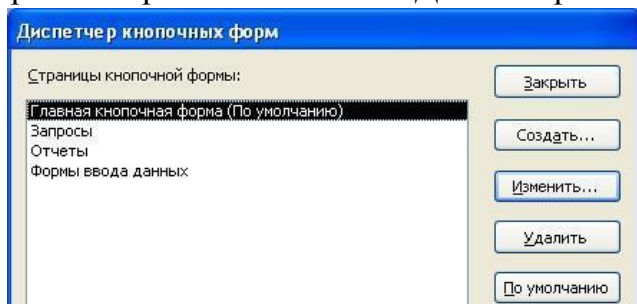 Диспетчер кнопочных форм
Страницы кнопочной формы:
Главная кнопочная форма (По умолчанию)
Запросы
Отчеты
Формы ввода данных
Закрыть
Создать...
Изменить...
Удалить
По умолчанию